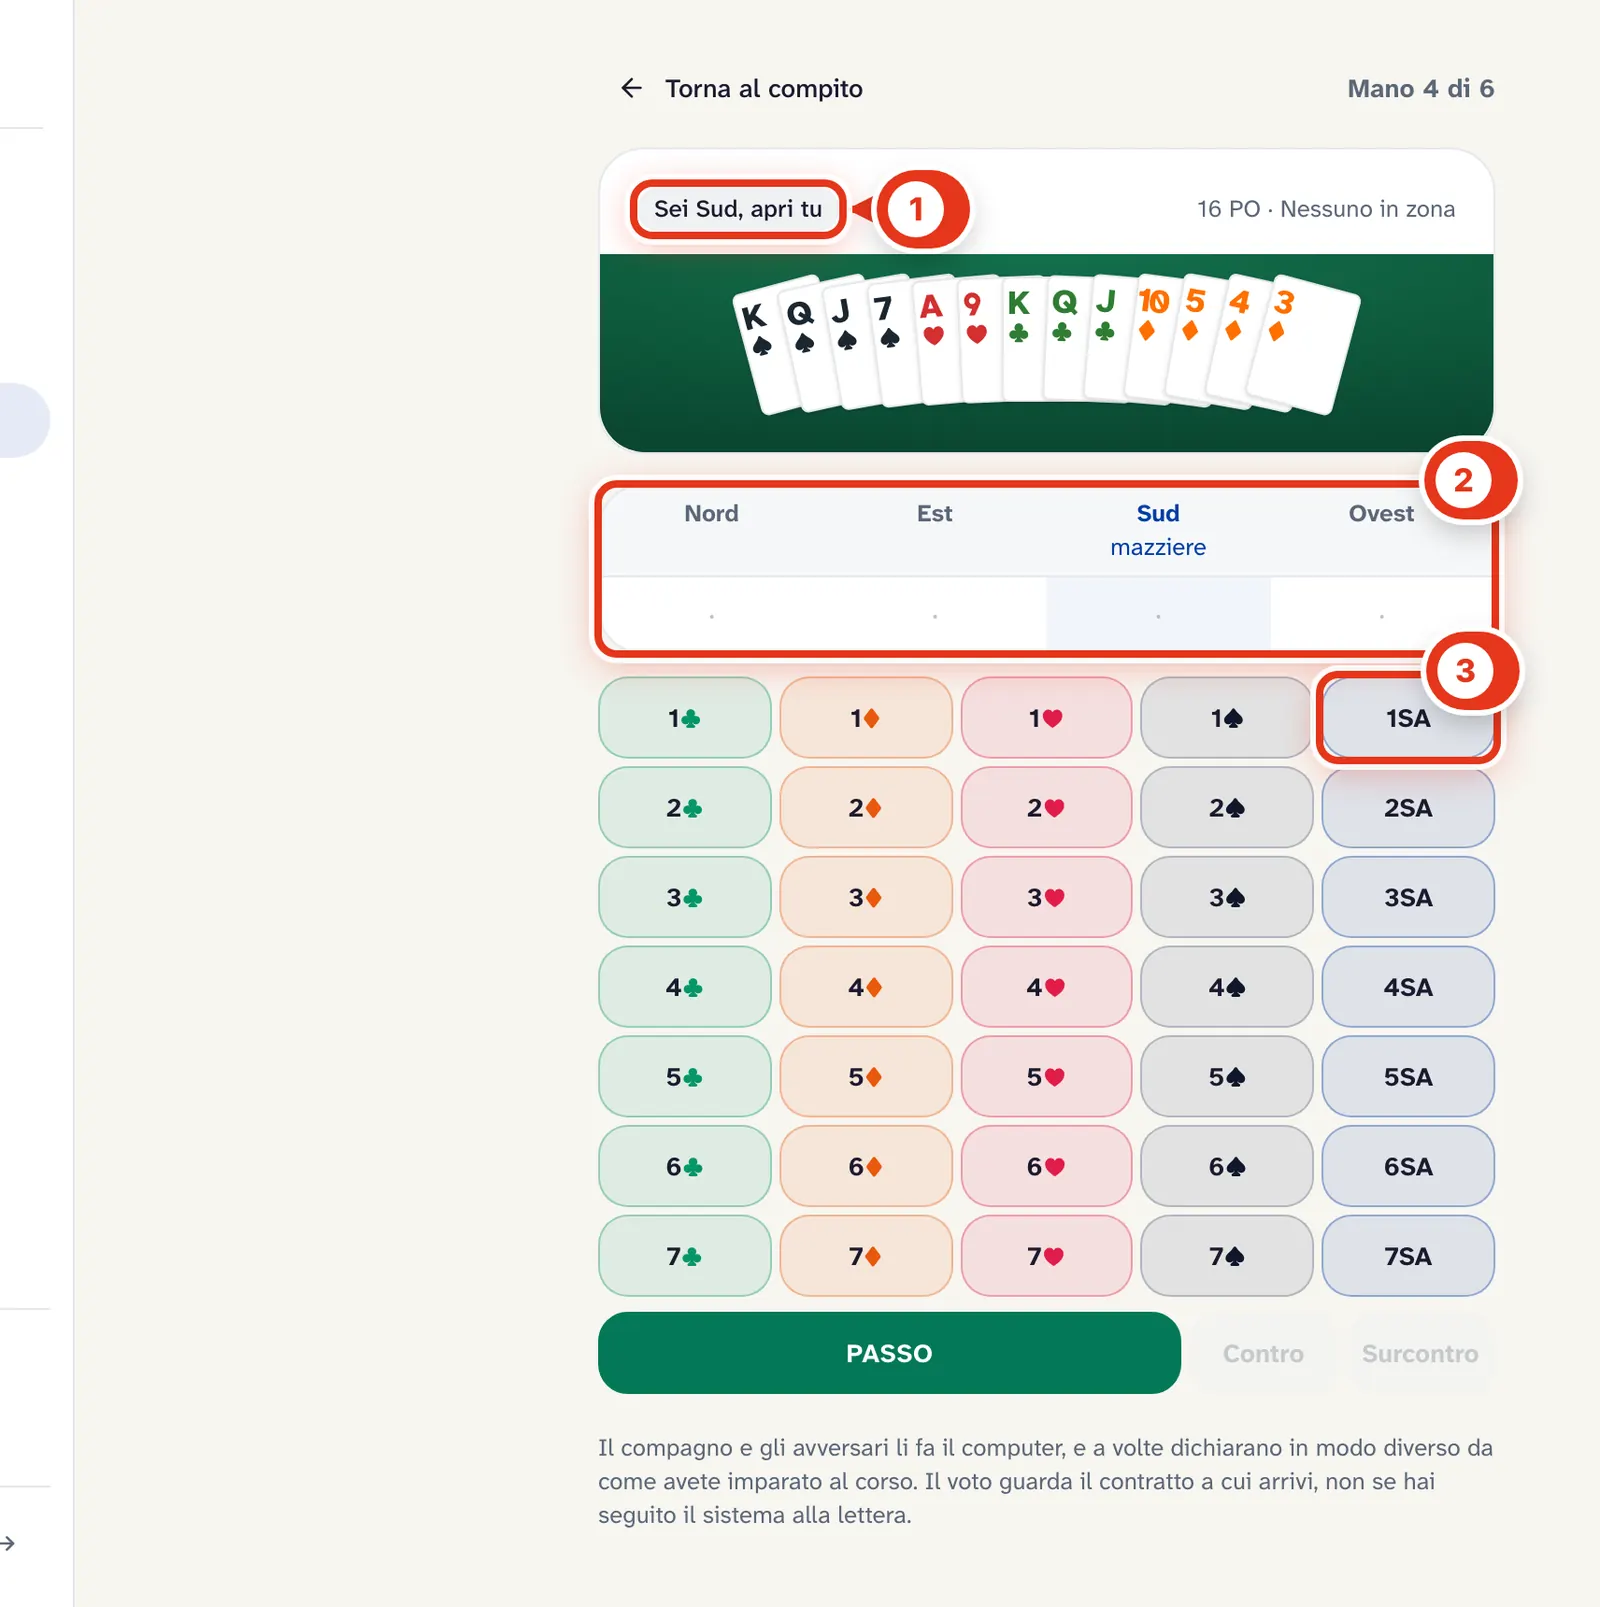 ← Torna al compito
Mano 4 di 6
Sei Sud, apri tu
1
16 PO · Nessuno in zona
K Q J 7 A 9 K Q J 10 5 4 3
♠ ♠ ♠ ♠ ♥ ♥ ♣ ♣ ♣ ♦ ♦ ♦ ♦
2
Nord Est Sud Ovest
mazziere
· · · ·
3
1♣ 1♦ 1♥ 1♠ 1SA
2♣ 2♦ 2♥ 2♠ 2SA
3♣ 3♦ 3♥ 3♠ 3SA
4♣ 4♦ 4♥ 4♠ 4SA
5♣ 5♦ 5♥ 5♠ 5SA
6♣ 6♦ 6♥ 6♠ 6SA
7♣ 7♦ 7♥ 7♠ 7SA
PASSO Contro Surcontro
Il compagno e gli avversari li fa il computer, e a volte dichiarano in modo diverso da
come avete imparato al corso. Il voto guarda il contratto a cui arrivi, non se hai
seguito il sistema alla lettera.
→